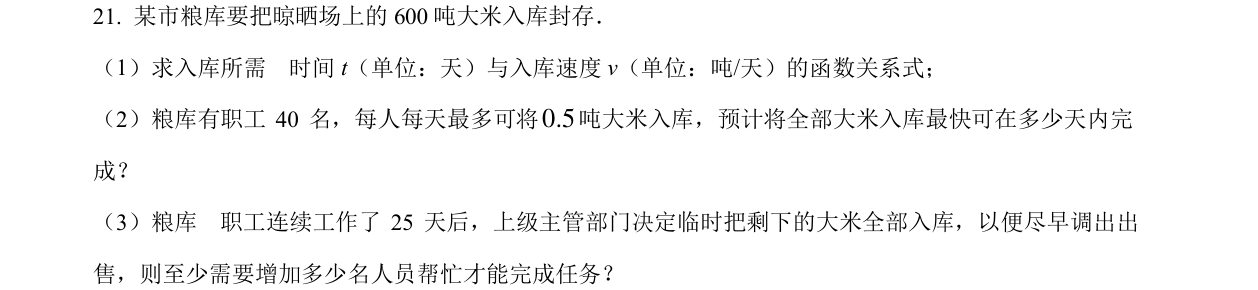 21. 某市粮库要把晾晒场上的 600 吨大米入库封存.
（1）求入库所需　时间 t（单位：天）与入库速度 v（单位：吨/天）的函数关系式；
（2）粮库有职工 40 名，每人每天最多可将0.5吨大米入库，预计将全部大米入库最快可在多少天内完
成？
（3）粮库　职工连续工作了 25 天后，上级主管部门决定临时把剩下的大米全部入库，以便尽早调出出
售，则至少需要增加多少名人员帮忙才能完成任务？